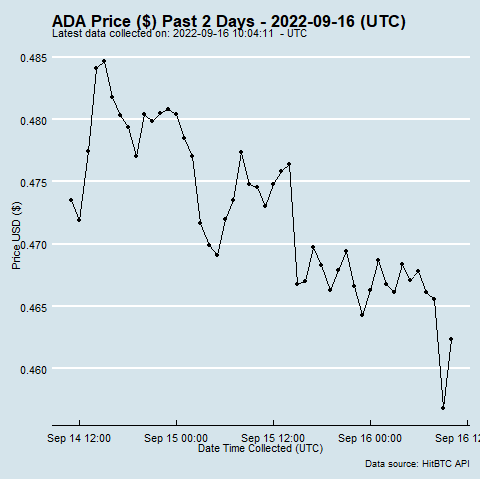 ADA Price ($) Past 2 Days - 2022-09-16 (UTC)
Latest data collected on: 2022-09-16 10:04:11  - UTC
0.485
0.480
0.475
0.470
0.465
0.460
Price USD ($)
Sep 14 12:00
Sep 15 00:00
Sep 15 12:00
Sep 16 00:00
Sep 16 12
Date Time Collected (UTC)
Data source: HitBTC API